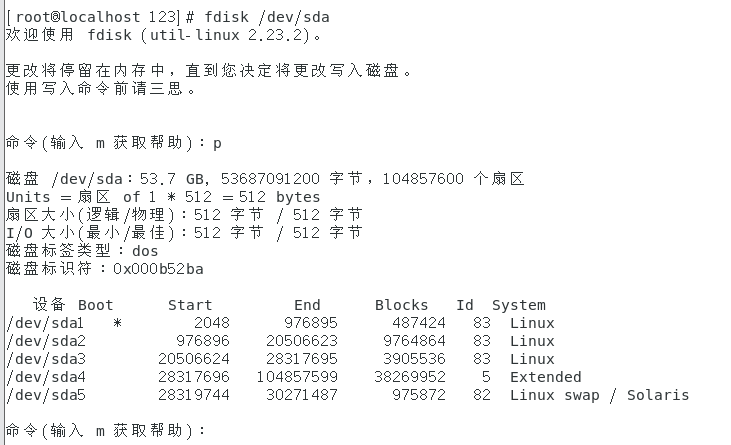 [root@localhost 123]# fdisk /dev/sda
欢迎使用 fdisk (util-linux 2.23.2)。
更改将停留在内存中，直到您决定将更改写入磁盘。
使用写入命令前请三思。
命令(输入 m 获取帮助)：p
磁盘 /dev/sda：53.7 GB, 53687091200 字节，104857600 个扇区
Units = 扇区 of 1 * 512 = 512 bytes
扇区大小(逻辑/物理)：512 字节 / 512 字节
I/O 大小(最小/最佳)：512 字节 / 512 字节
磁盘标签类型：dos
磁盘标识符：0x000b52ba
设备 Boot Start End Blocks Id System
/dev/sda1 * 2048 976895 487424 83 Linux
/dev/sda2 976896 20506623 9764864 83 Linux
/dev/sda3 20506624 28317695 3905536 83 Linux
/dev/sda4 28317696 104857599 38269952 5 Extended
/dev/sda5 28319744 30271487 975872 82 Linux swap / Solaris
命令(输入 m 获取帮助)：